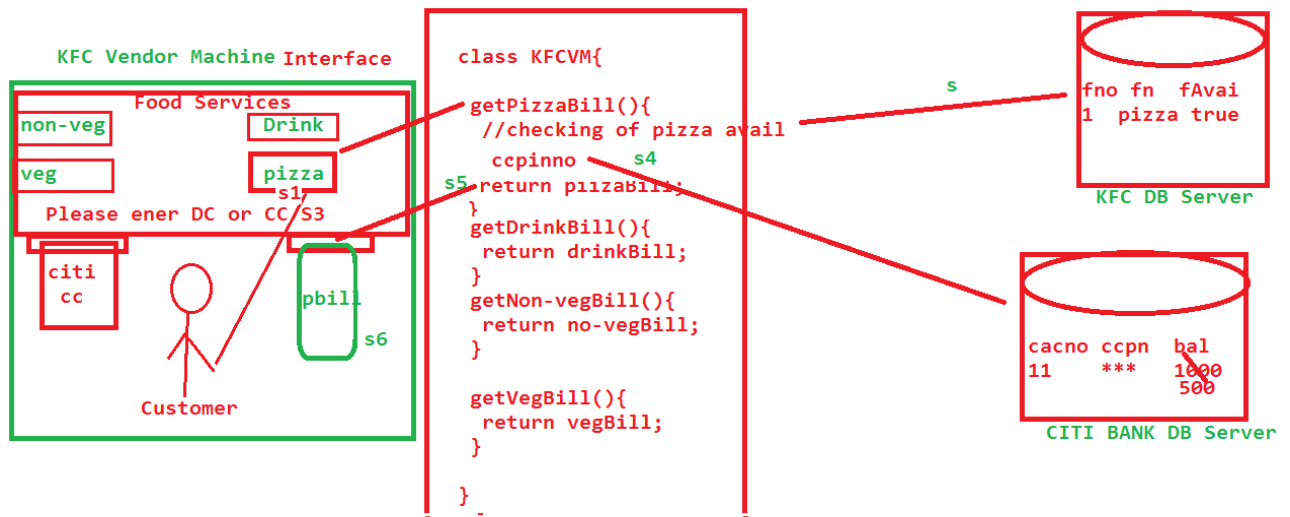 KFC Vendor Machine Interface
Food Services
non-veg
Drink
veg
pizza
s1
Please ener DC or CC S3
citi
cc
pbill
s6
Customer
class KFCVM{
getPizzaBill(){
//checking of pizza avail
ccpinno
s4
s5
return pizzaBill;
}
getDrinkBill(){
return drinkBill;
}
getNon-vegBill(){
return no-vegBill;
}
getVegBill(){
return vegBill;
}
}
s
fno fn fAvai
1 pizza true
KFC DB Server
cacno ccpn bal
11 *** 1000
500
CITI BANK DB Server